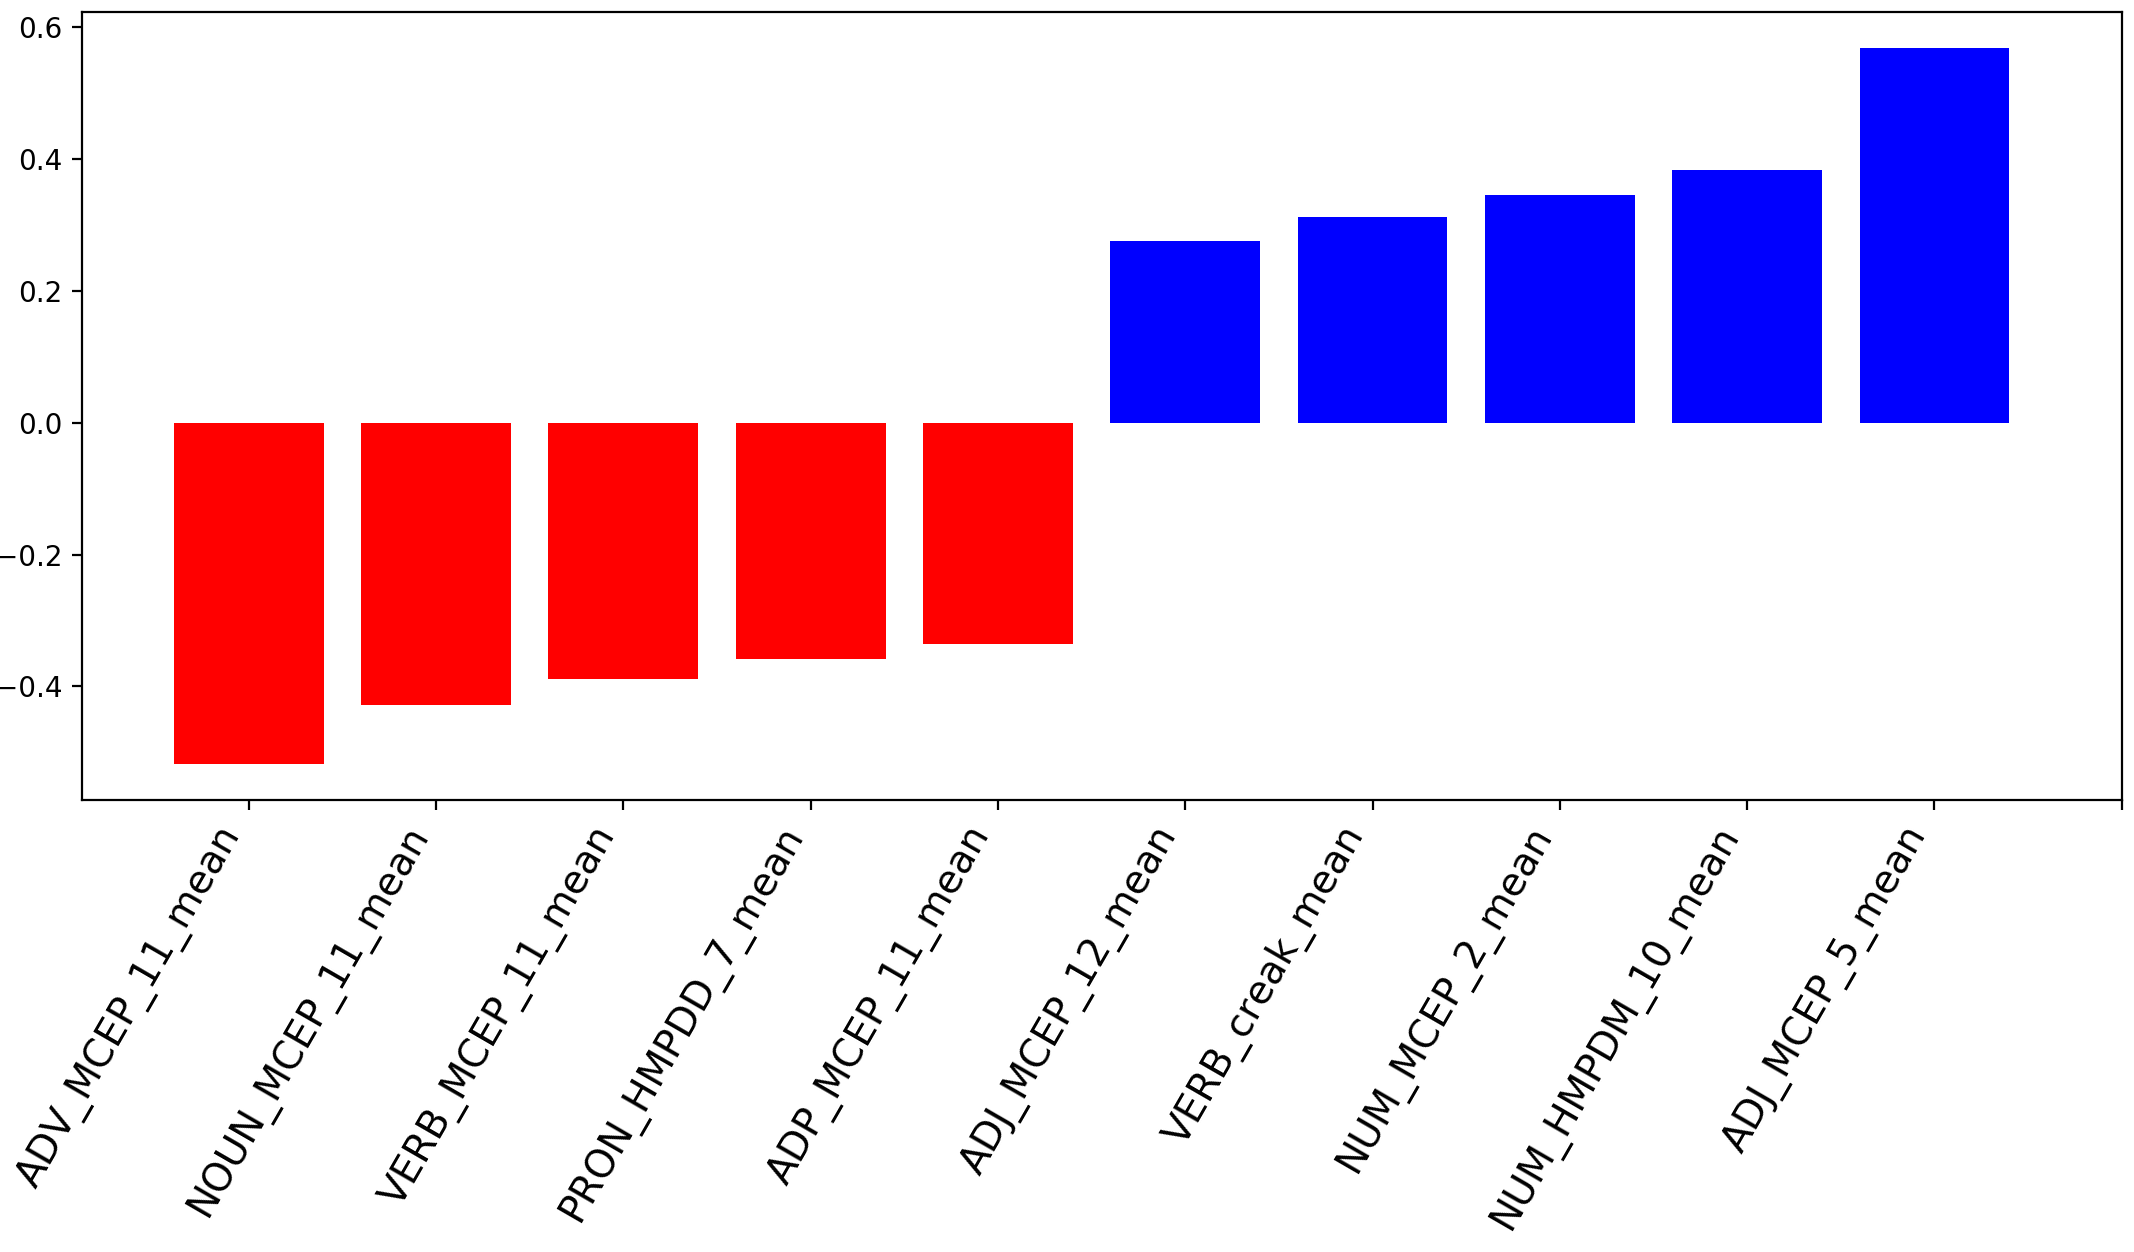 0.6
0.4
0.2
0.0
−0.2
−0.4
ADV_MCEP_11_mean
NOUN_MCEP_11_mean
VERB_MCEP_11_mean
PRON_HMPDD_7_mean
ADP_MCEP_11_mean
ADJ_MCEP_12_mean
VERB_creak_mean
NUM_MCEP_2_mean
NUM_HMPDM_10_mean
ADJ_MCEP_5_mean